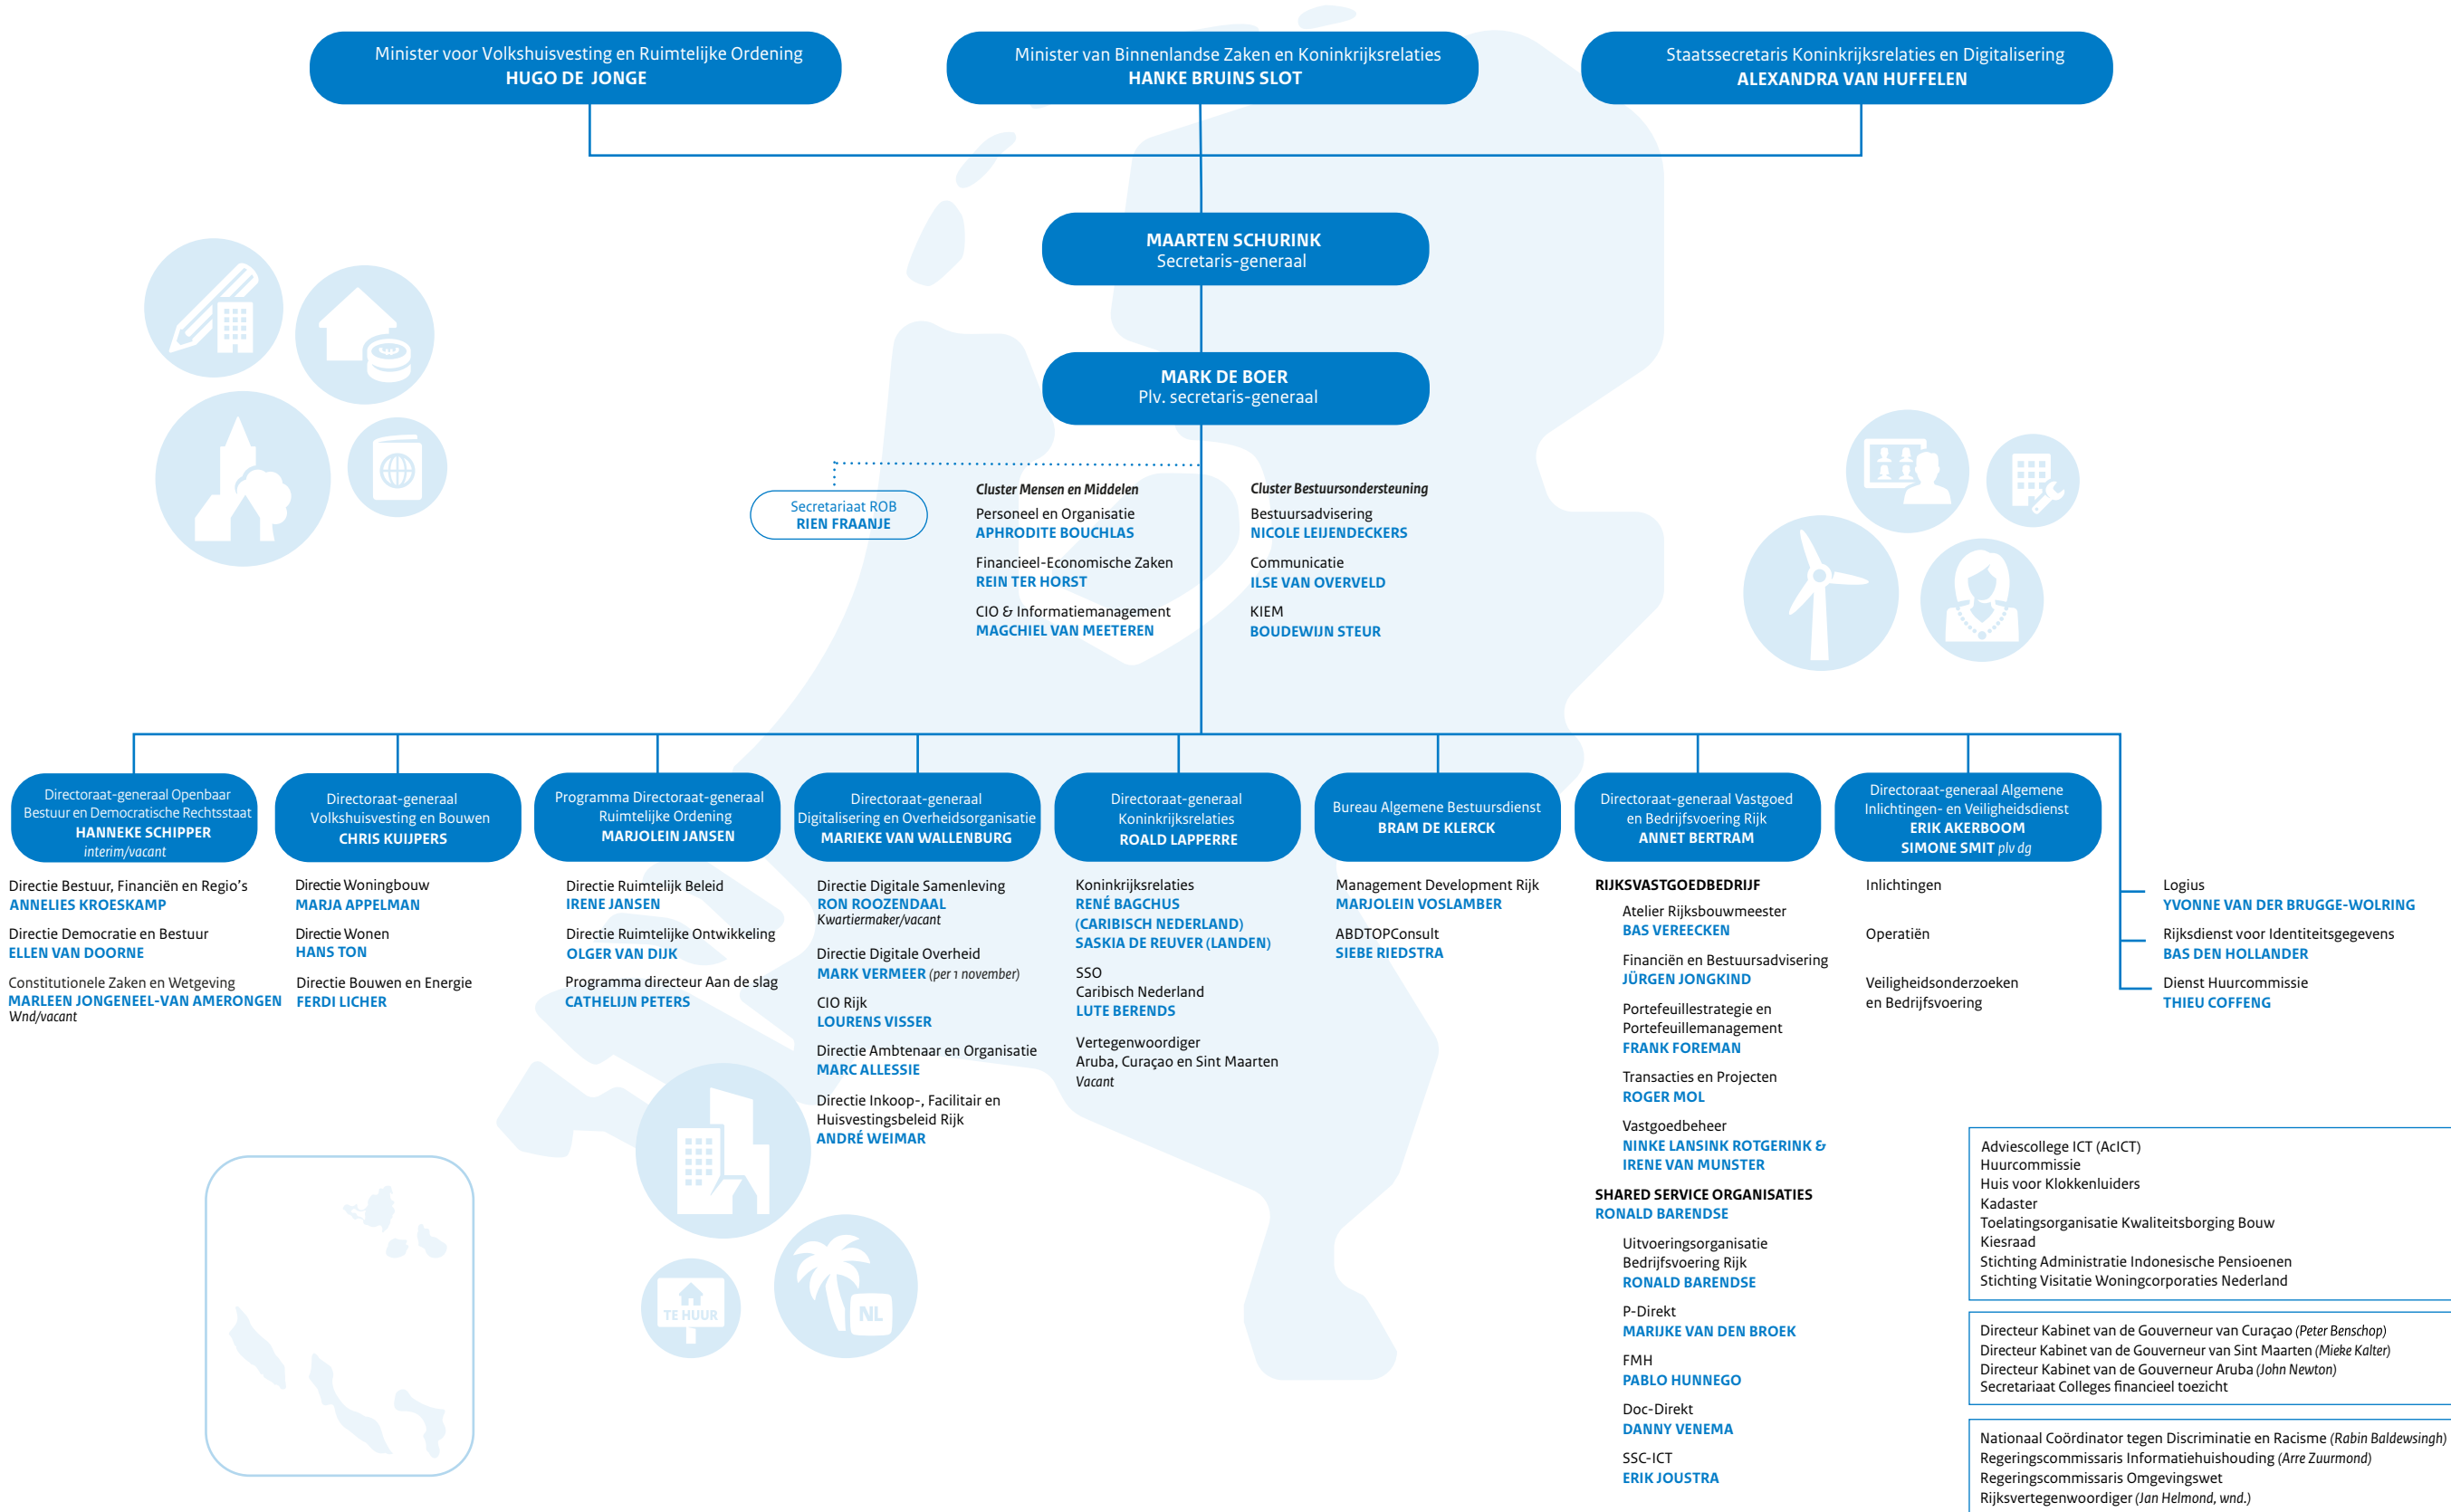 Minister voor Volkshuisvesting en Ruimtelijke Ordening
HUGO DE JONGE
Minister van Binnenlandse Zaken en Koninkrijksrelaties
HANKE BRUINS SLOT
Staatssecretaris Koninkrijksrelaties en Digitalisering
ALEXANDRA VAN HUFFELEN
MAARTEN SCHURINK
Secretaris-generaal
MARK DE BOER
Plv. secretaris-generaal
Secretariaat ROB
RIEN FRAANJE
Cluster Mensen en Middelen
Personeel en Organisatie
APHRODITE BOUCHLAS
Financieel-Economische Zaken
REIN TER HORST
CIO & Informatiemanagement
MAGCHIEL VAN MEETEREN
Cluster Bestuursondersteuning
Bestuursadvisering
NICOLE LEIJENDECKERS
Communicatie
ILSE VAN OVERVELD
KIEM
BOUDEWIJN STEUR
Directoraat-generaal Openbaar
Bestuur en Democratische Rechtsstaat
HANNEKE SCHIPPER
interim/vacant
Directie Bestuur, Financiën en Regio's
ANNELIES KROESKAMP
Directie Democratie en Bestuur
ELLEN VAN DOORNE
Constitutionele Zaken en Wetgeving
MARLEEN JONGENEEL-VAN AMERONGEN
Wnd/vacant
Directoraat-generaal
Volkshuisvesting en Bouwen
CHRIS KUIJPERS
Directie Woningbouw
MARJA APPELMAN
Directie Wonen
HANS TON
Directie Bouwen en Energie
FERDI LICHER
Programma Directoraat-generaal
Ruimtelijke Ordening
MARJOLEIN JANSEN
Directie Ruimtelijk Beleid
IRENE JANSEN
Directie Ruimtelijke Ontwikkeling
OLGER VAN DIJK
Programma directeur Aan de slag
CATHELIJN PETERS
Directoraat-generaal
Digitalisering en Overheidsorganisatie
MARIEKE VAN WALLENBURG
Directie Digitale Samenleving
RON ROOZENDAAL
Kwartiermaker/vacant
Directie Digitale Overheid
MARK VERMEER (per 1 november)
CIO Rijk
LOURENS VISSER
Directie Ambtenaar en Organisatie
MARC ALLESSIE
Directie Inkoop-, Facilitair en
Huisvestingsbeleid Rijk
ANDRÉ WEIMAR
Directoraat-generaal
Koninkrijksrelaties
ROALD LAPPERRE
Koninkrijksrelaties
RENÉ BAGCHUS
(CARIBISCH NEDERLAND)
SASKIA DE REUVER (LANDEN)
SSO
Caribisch Nederland
LUTE BERENDS
Vertegenwoordiger
Aruba, Curaçao en Sint Maarten
Vacant
Bureau Algemene Bestuursdienst
BRAM DE KLERCK
Management Development Rijk
MARJOLEIN VOSLAMBER
ABDTOPConsult
SIEBE RIEDSTRA
Directoraat-generaal Vastgoed
en Bedrijfsvoering Rijk
ANNET BERTRAM
RIJKSVASTGOEDBEDRIJF
Atelier Rijksbouwmeester
BAS VEREECKEN
Financiën en Bestuursadvisering
JÜRGEN JONGKIND
Portefeuillestrategie en
Portefeuillemanagement
FRANK FOREMAN
Transacties en Projecten
ROGER MOL
Vastgoedbeheer
NINKE LANSINK ROTGERINK &
IRENE VAN MUNSTER
SHARED SERVICE ORGANISATIES
RONALD BARENDSE
Uitvoeringsorganisatie
Bedrijfsvoering Rijk
RONALD BARENDSE
P-Direkt
MARIJKE VAN DEN BROEK
FMH
PABLO HUNNEGO
Doc-Direkt
DANNY VENEMA
SSC-ICT
ERIK JOUSTRA
Directoraat-generaal Algemene
Inlichtingen- en Veiligheidsdienst
ERIK AKERBOOM
SIMONE SMIT plv dg
Inlichtingen
Operatiën
Veiligheidsonderzoeken
en Bedrijfsvoering
Logius
YVONNE VAN DER BRUGGE-WOLRING
Rijksdienst voor Identiteitsgegevens
BAS DEN HOLLANDER
Dienst Huurcommissie
THIEU COFFENG
Adviescollege ICT (AcICT)
Huurcommissie
Huis voor Klokkenluiders
Kadaster
Toelatingsorganisatie Kwaliteitsborging Bouw
Kiesraad
Stichting Administratie Indonesische Pensioenen
Stichting Visitatie Woningcorporaties Nederland
Directeur Kabinet van de Gouverneur van Curaçao (Peter Benschop)
Directeur Kabinet van de Gouverneur van Sint Maarten (Mieke Kalter)
Directeur Kabinet van de Gouverneur Aruba (John Newton)
Secretariaat Colleges financieel toezicht
Nationaal Coördinator tegen Discriminatie en Racisme (Rabin Baldewsingh)
Regeringscommissaris Informatiehuishouding (Arre Zuurmond)
Regeringscommissaris Omgevingswet
Rijksvertegenwoordiger (Jan Helmond, wnd.)
TE HUUR
NL